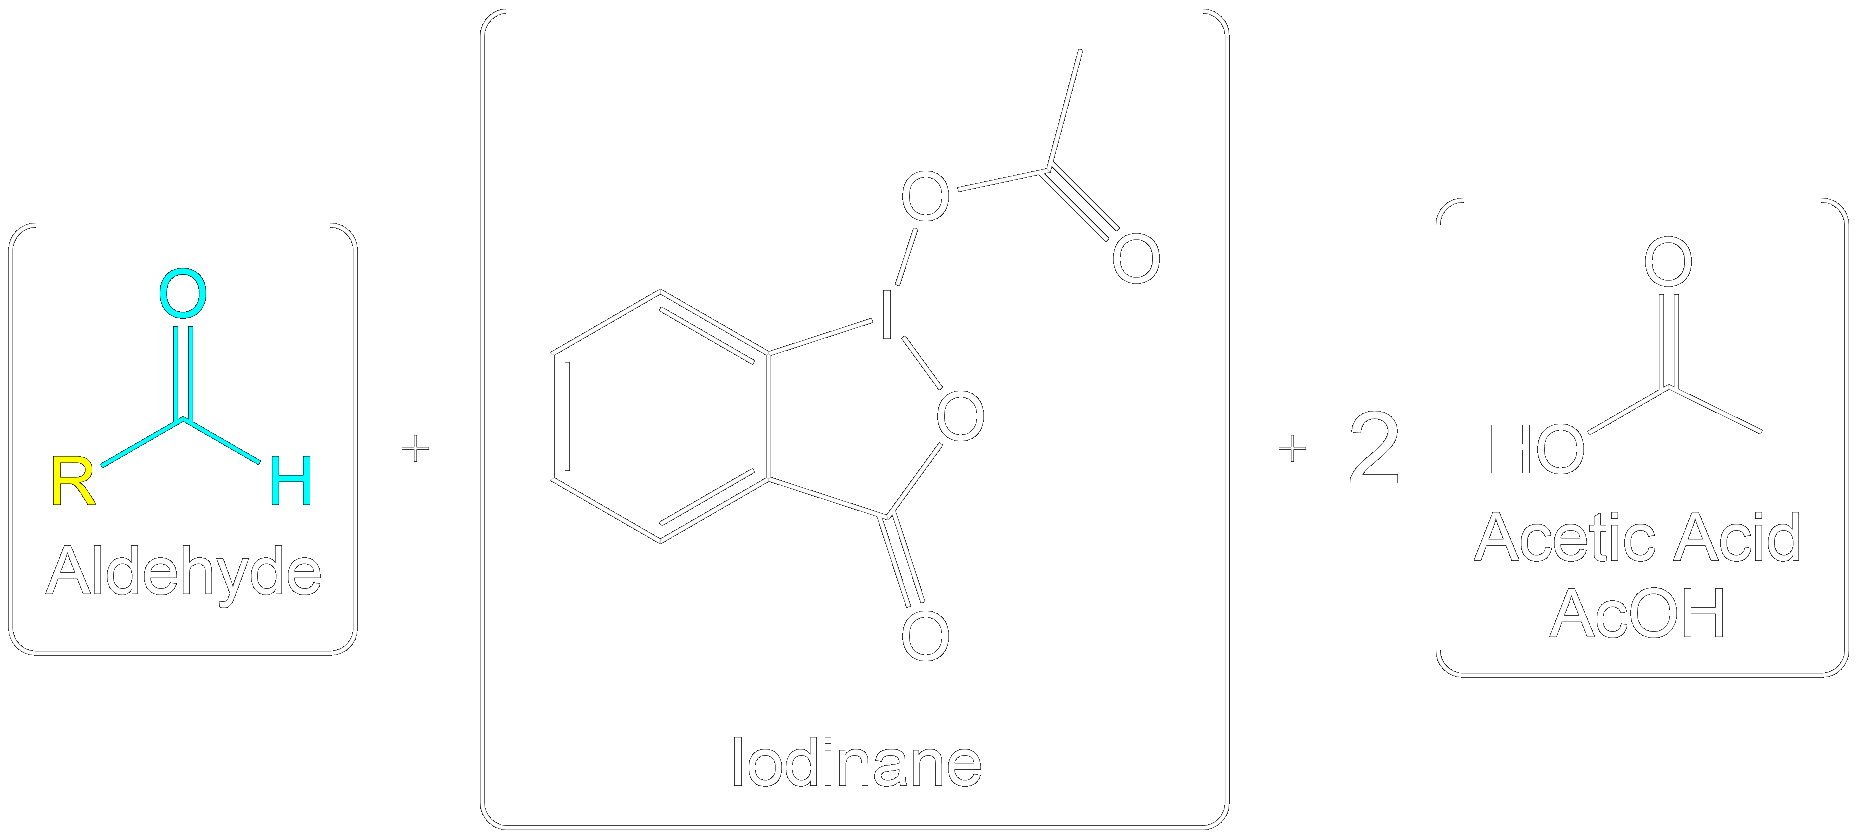 O
R H
Aldehyde
+
O
O
I
O
O
Iodinane
+ 2
O
HO
Acetic Acid
AcOH